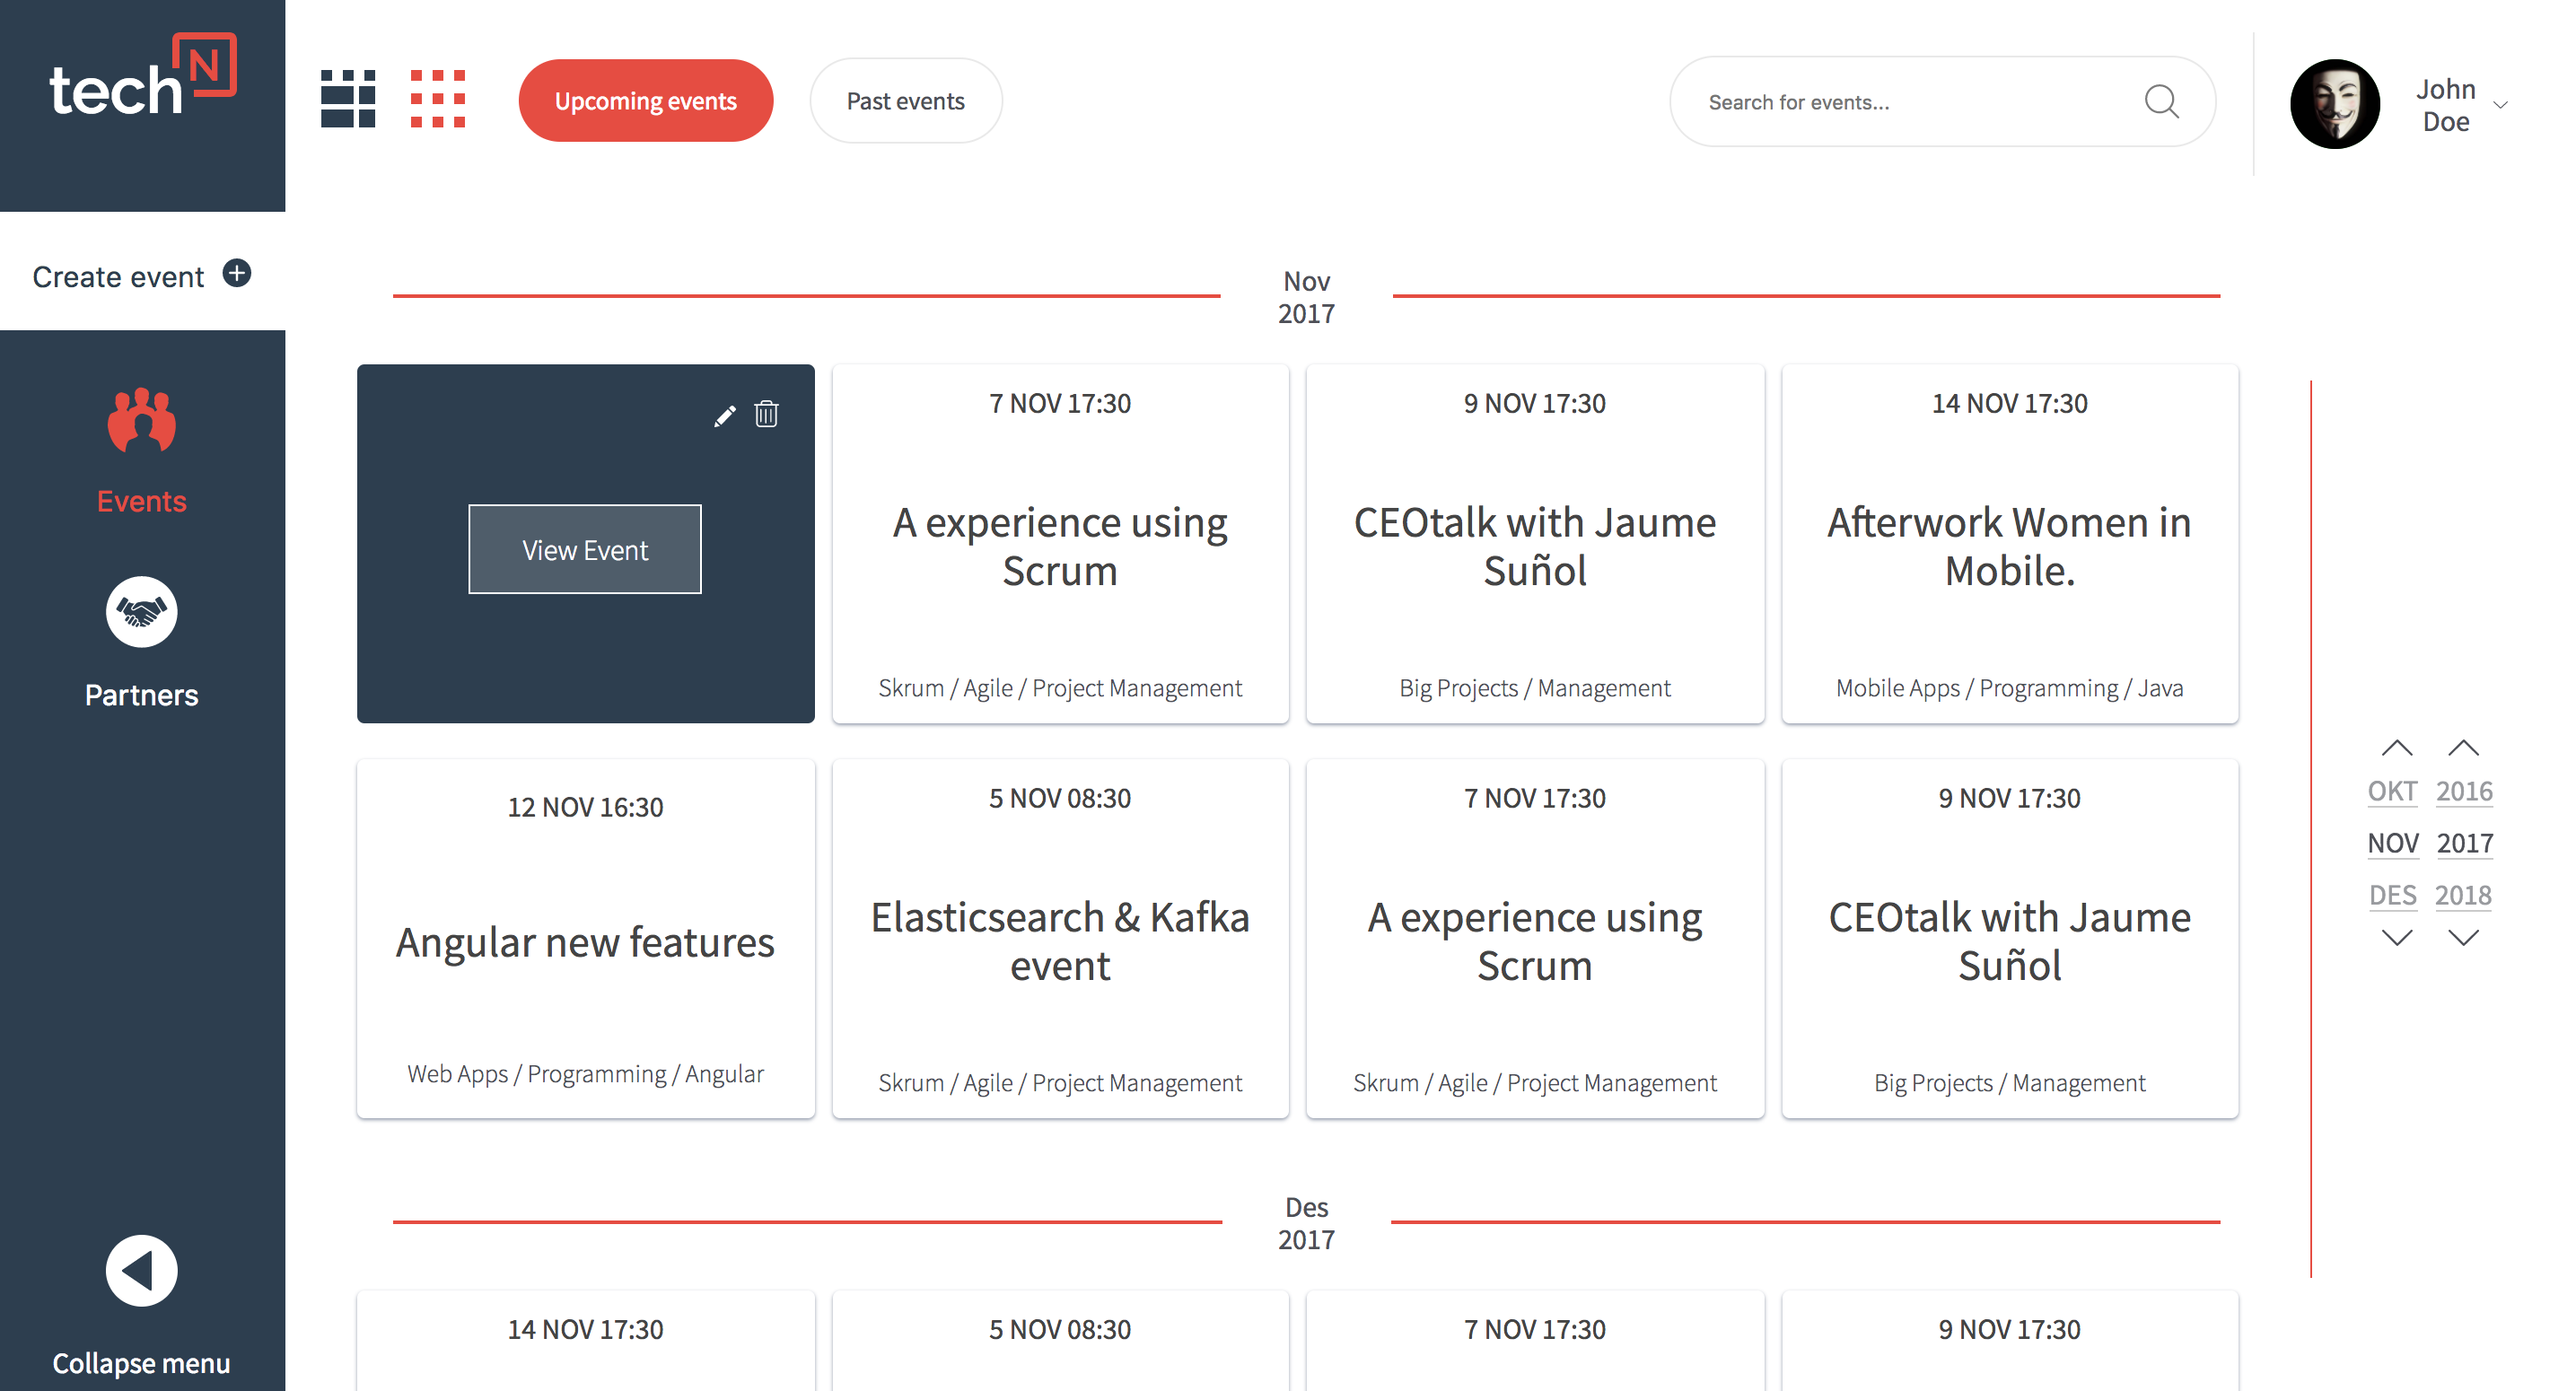 tech N
Upcoming events
Past events
Search for events...
John
Doe
Create event
Events
Partners
Collapse menu
Nov
2017
View Event
7 NOV 17:30
A experience using
Scrum
Skrum / Agile / Project Management
9 NOV 17:30
CEOtalk with Jaume
Suñol
Big Projects / Management
14 NOV 17:30
Afterwork Women in
Mobile.
Mobile Apps / Programming / Java
12 NOV 16:30
Angular new features
Web Apps / Programming / Angular
5 NOV 08:30
Elasticsearch & Kafka
event
Skrum / Agile / Project Management
7 NOV 17:30
A experience using
Scrum
Skrum / Agile / Project Management
9 NOV 17:30
CEOtalk with Jaume
Suñol
Big Projects / Management
OKT 2016
NOV 2017
DES 2018
Des
2017
14 NOV 17:30
5 NOV 08:30
7 NOV 17:30
9 NOV 17:30